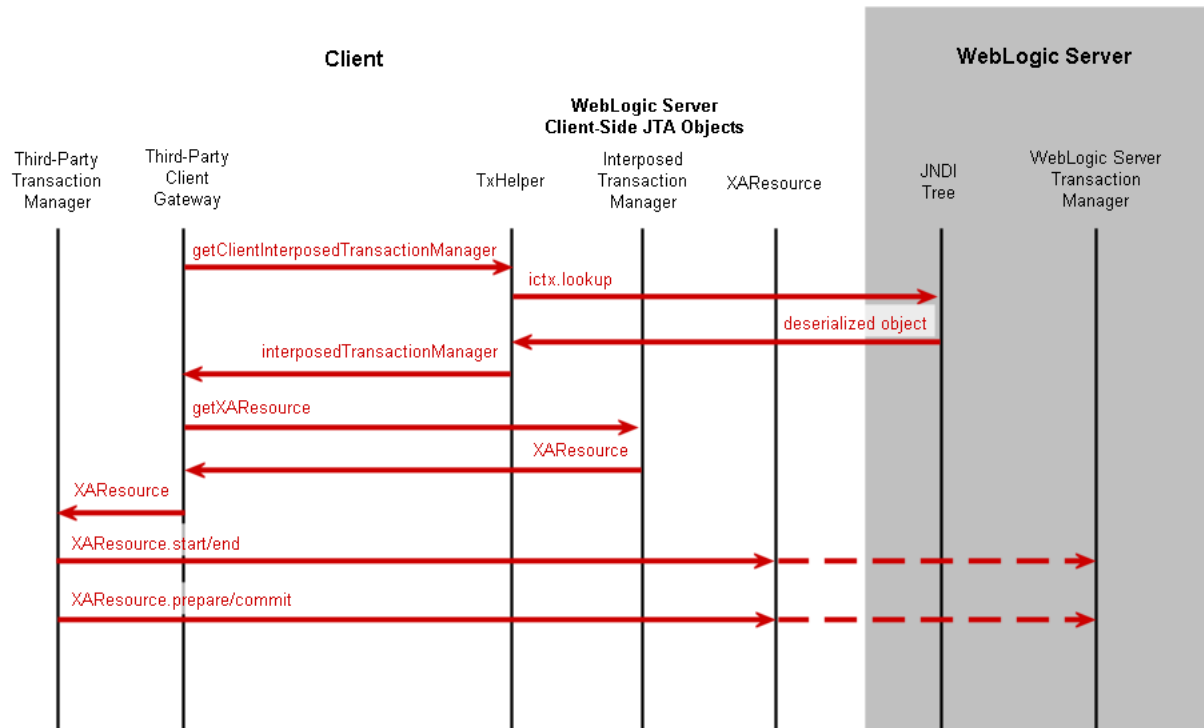 Client
WebLogic Server
WebLogic Server
Client-Side JTA Objects
Third-Party
Transaction
Manager
Third-Party
Client
Gateway
TxHelper
Interposed
Transaction
Manager
XAResource
JNDI
Tree
WebLogic Server
Transaction
Manager
getClientInterposedTransactionManager
ictx.lookup
deserialized object
interposedTransactionManager
getXAResource
XAResource
XAResource
XAResource.start/end
XAResource.prepare/commit